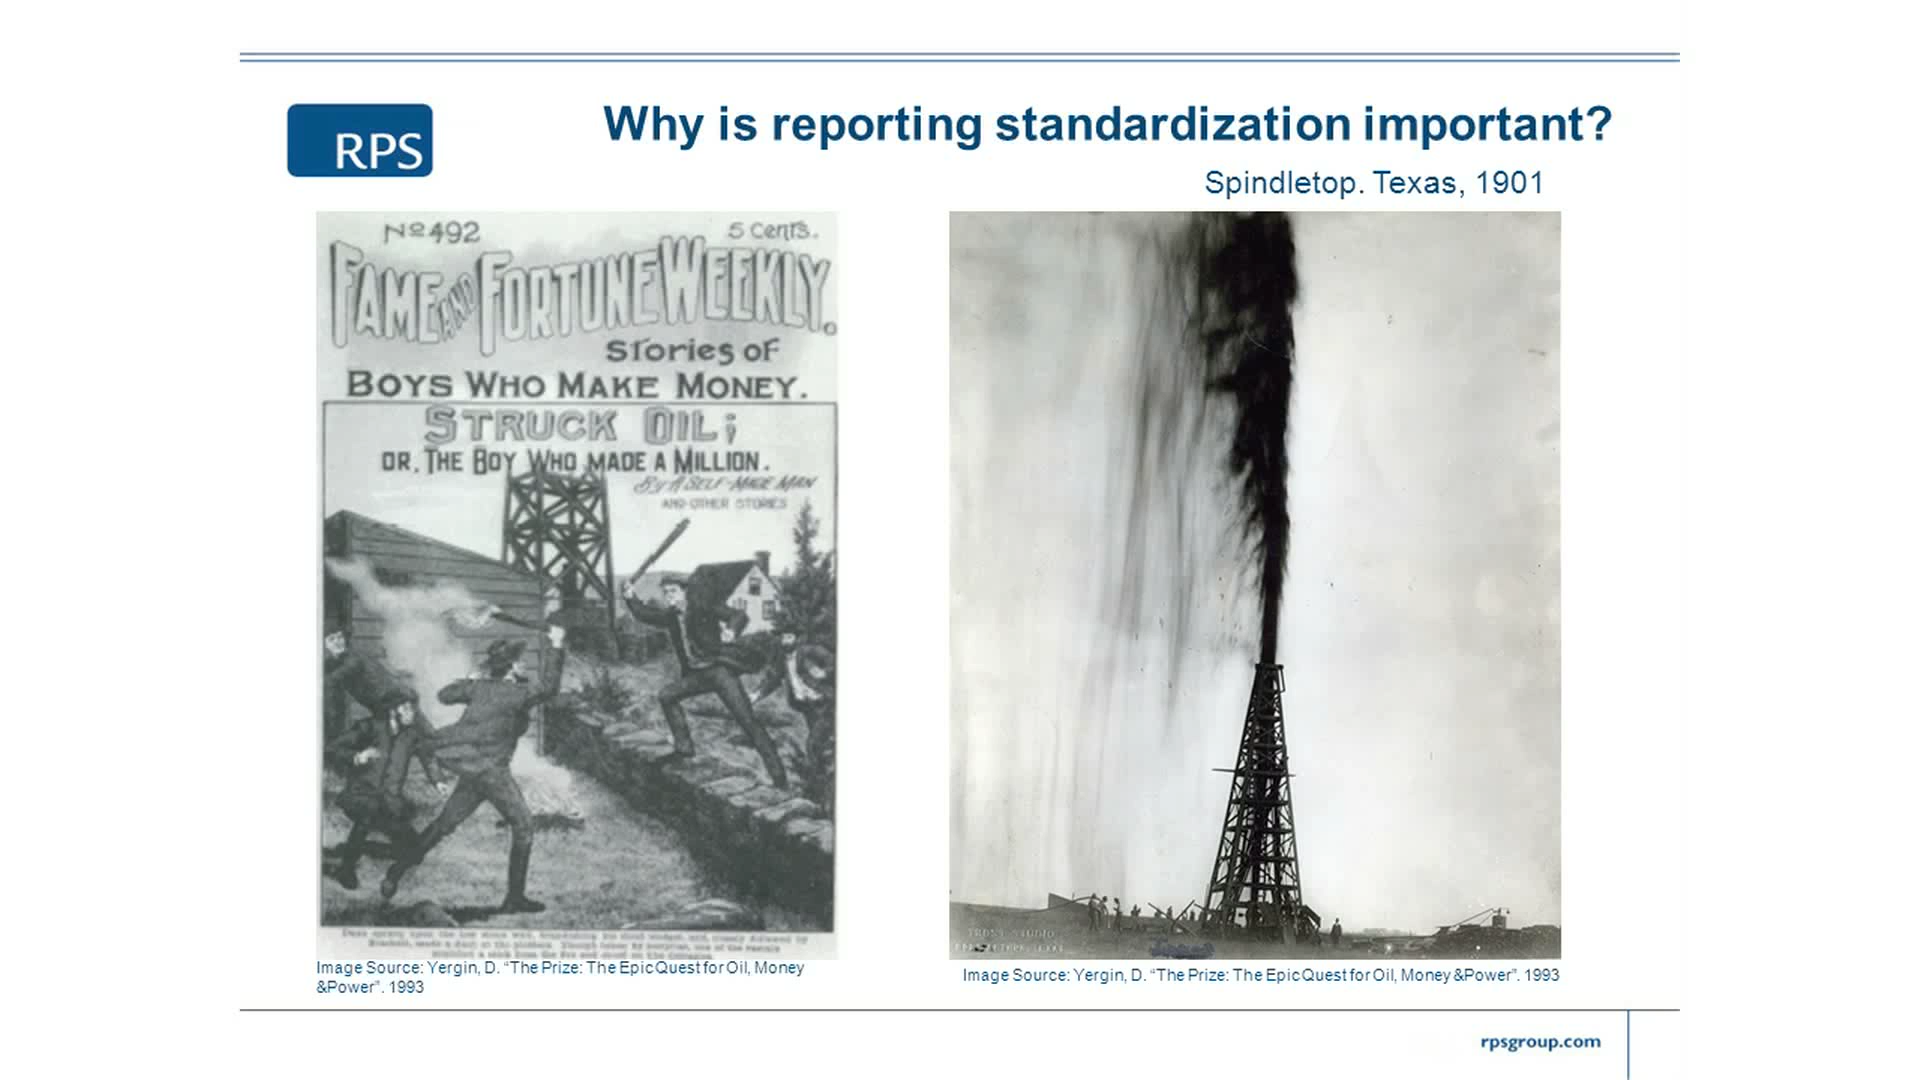 RPS
Why is reporting standardization important?
Spindletop. Texas, 1901
No 492
5 Cents.
FAME AND FORTUNE WEEKLY.
Stories of
BOYS WHO MAKE MONEY.
STRUCK OIL;
OR, THE BOY WHO MADE A MILLION.
By A SELF-MADE MAN
AND OTHER STORIES
TROST STUDIO
Image Source: Yergin, D. “The Prize: The Epic Quest for Oil, Money
&Power”. 1993
Image Source: Yergin, D. “The Prize: The Epic Quest for Oil, Money &Power”. 1993
rpsgroup.com